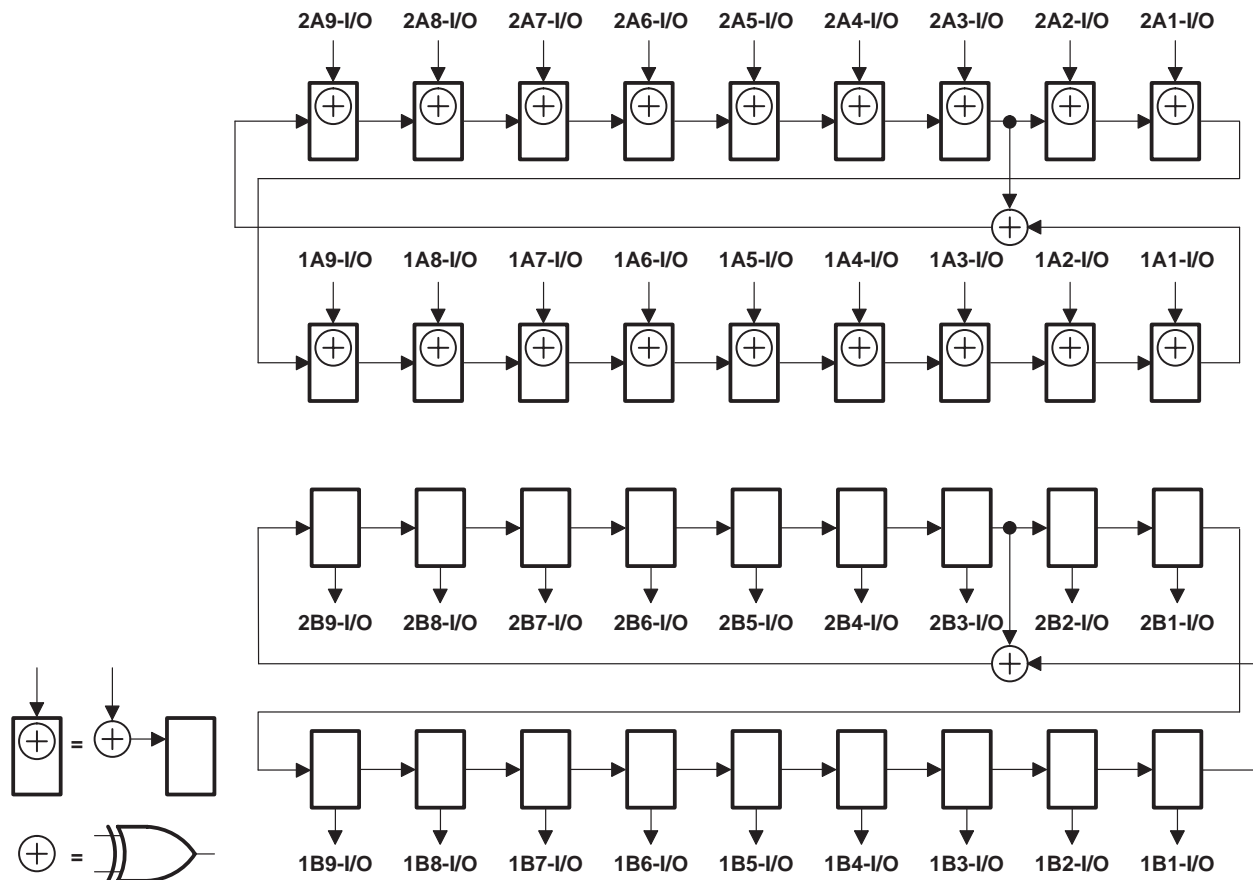 2A9-I/O 2A8-I/O 2A7-I/O 2A6-I/O 2A5-I/O 2A4-I/O 2A3-I/O 2A2-I/O 2A1-I/O
1A9-I/O 1A8-I/O 1A7-I/O 1A6-I/O 1A5-I/O 1A4-I/O 1A3-I/O 1A2-I/O 1A1-I/O
2B9-I/O 2B8-I/O 2B7-I/O 2B6-I/O 2B5-I/O 2B4-I/O 2B3-I/O 2B2-I/O 2B1-I/O
=
=
1B9-I/O 1B8-I/O 1B7-I/O 1B6-I/O 1B5-I/O 1B4-I/O 1B3-I/O 1B2-I/O 1B1-I/O